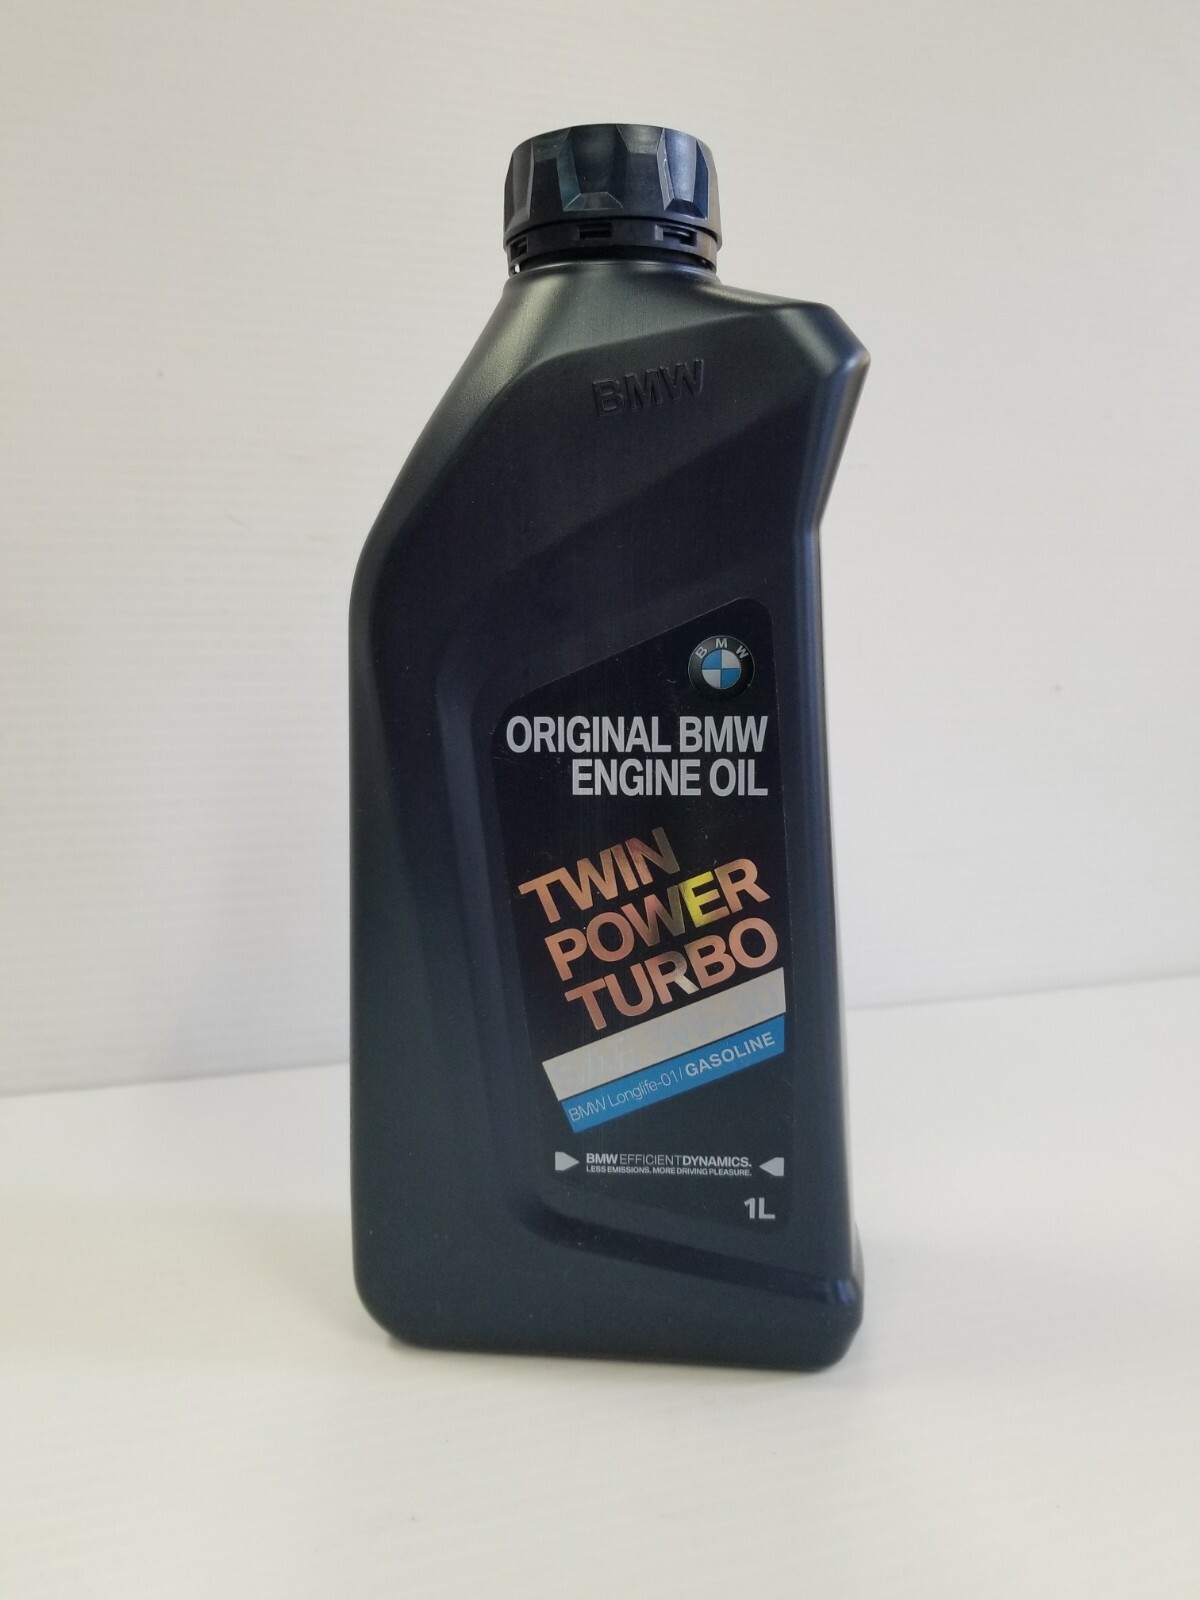 BMW
BMW
ORIGINAL BMW
ENGINE OIL
TWIN
POWER
TURBO
BMW Longlife-01/GASOLINE
BMW EFFICIENTDYNAMICS.
LESS EMISSIONS. MORE DRIVING PLEASURE.
1L